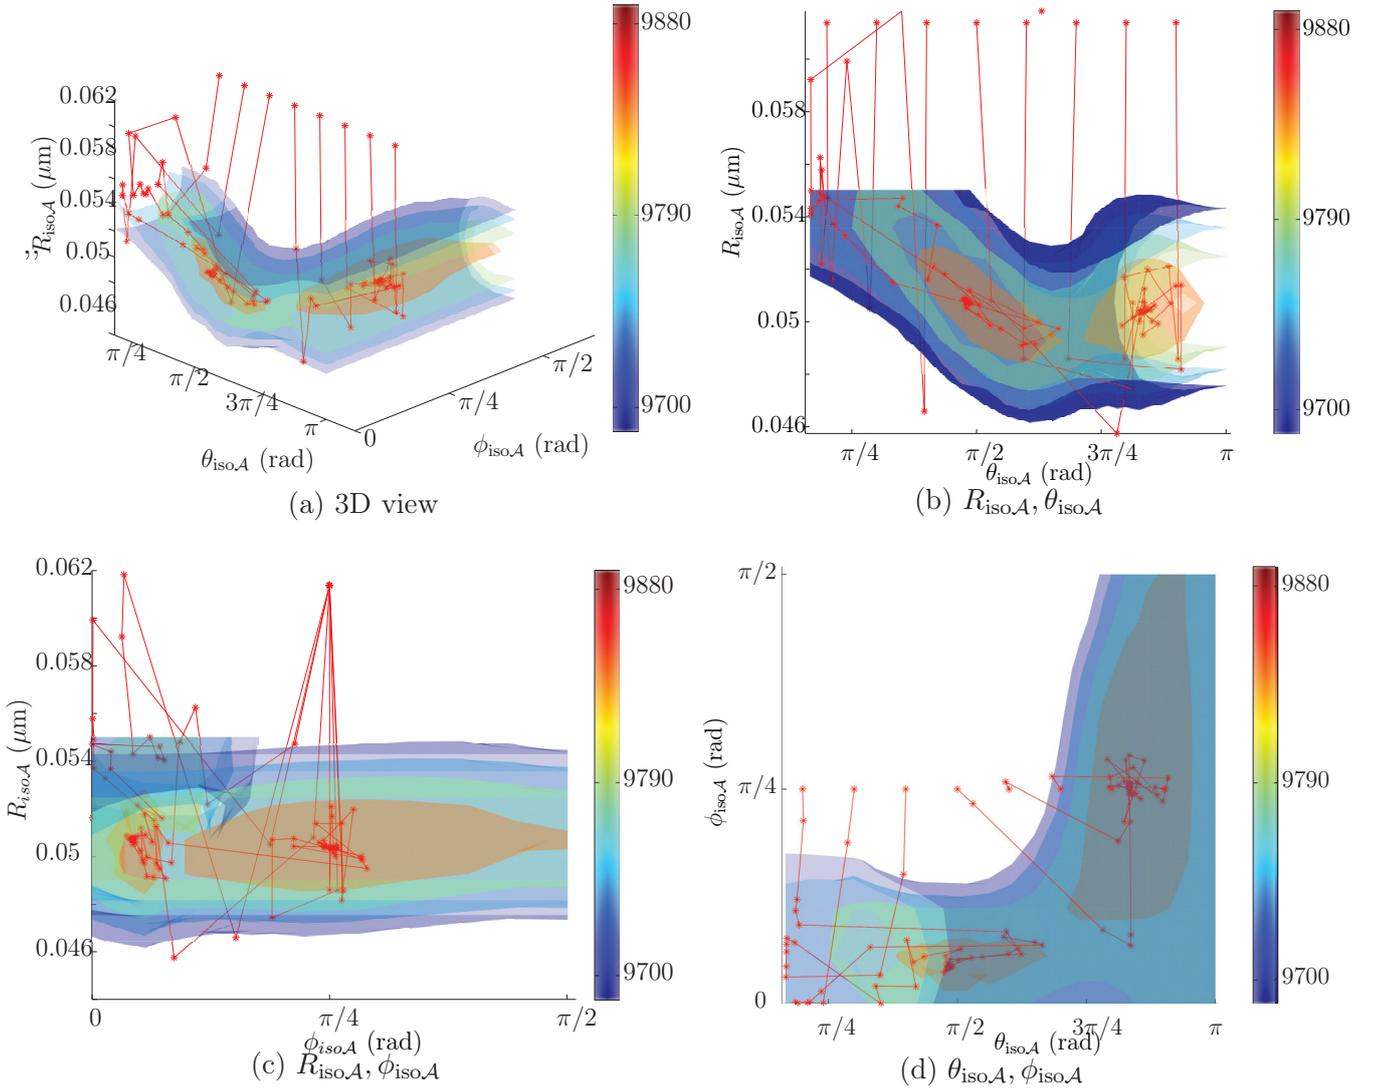 0.062
0.058
0.054
0.05
0.046
R_isoA (μm)
π/4
π/2
3π/4
π
0
π/4
π/2
θ_isoA (rad)
ϕ_isoA (rad)
9880
9790
9700
(a) 3D view
0.058
0.054
0.05
0.046
R_isoA (μm)
π/4
π/2
3π/4
π
θ_isoA (rad)
9880
9790
9700
(b) R_isoA, θ_isoA
0.062
0.058
0.054
0.05
0.046
R_isoA (μm)
0
π/4
π/2
ϕ_isoA (rad)
9880
9790
9700
(c) R_isoA, ϕ_isoA
π/2
π/4
0
ϕ_isoA (rad)
π/4
π/2
3π/4
π
θ_isoA (rad)
9880
9790
9700
(d) θ_isoA, ϕ_isoA